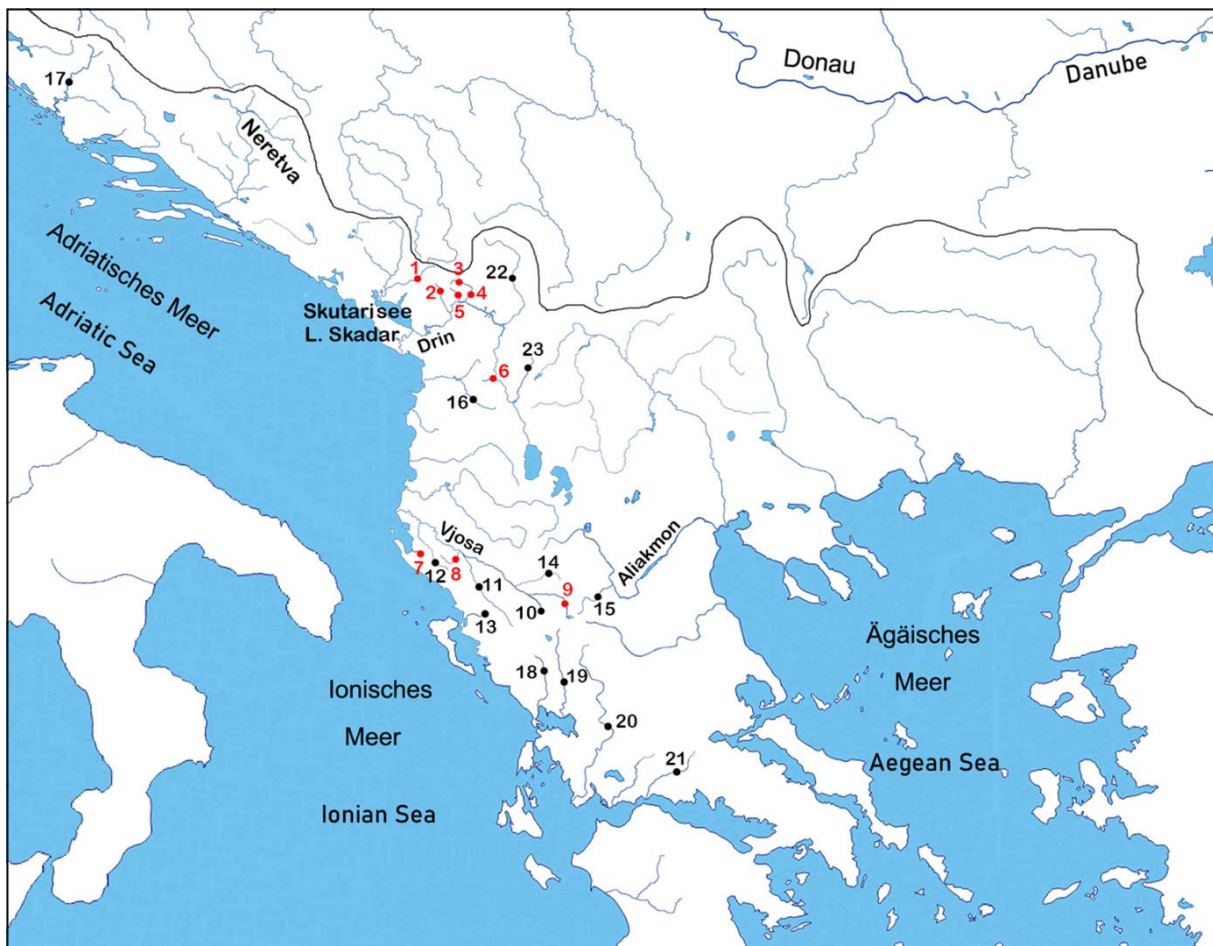 Donau
Danube
17
Neretva
Adriatisches Meer
Adriatic Sea
1
3
22
2
4
5
Skutarisee
L. Skadar
Drin
23
6
16
Vjosa
Aliakmon
7
12
8
11
14
9
10
15
13
Ägäisches
Meer
Aegean Sea
18
19
20
21
Ionisches
Meer
Ionian Sea